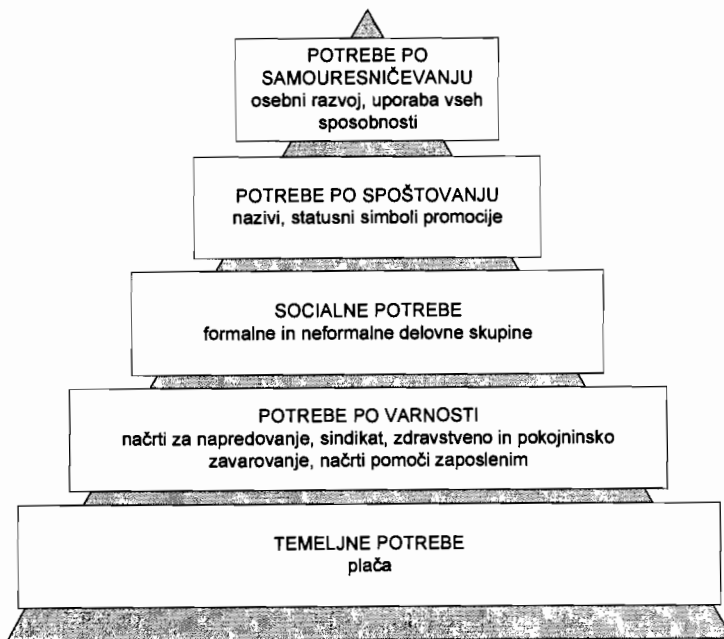 POTREBE PO
SAMOURESNIČEVANJU
osebni razvoj, uporaba vseh
sposobnosti
POTREBE PO SPOŠTOVANJU
nazivi, statusni simboli promocije
SOCIALNE POTREBE
formalne in neformalne delovne skupine
POTREBE PO VARNOSTI
načrti za napredovanje, sindikat, zdravstveno in pokojninsko
zavarovanje, načrti pomoči zaposlenim
TEMELJNE POTREBE
plača